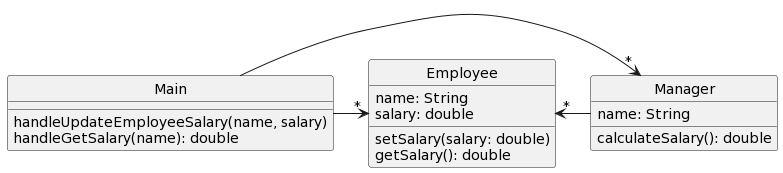 Main
handleUpdateEmployeeSalary(name, salary)
handleGetSalary(name): double
*
Employee
name: String
salary: double
setSalary(salary: double)
getSalary(): double
*
*
Manager
name: String
calculateSalary(): double